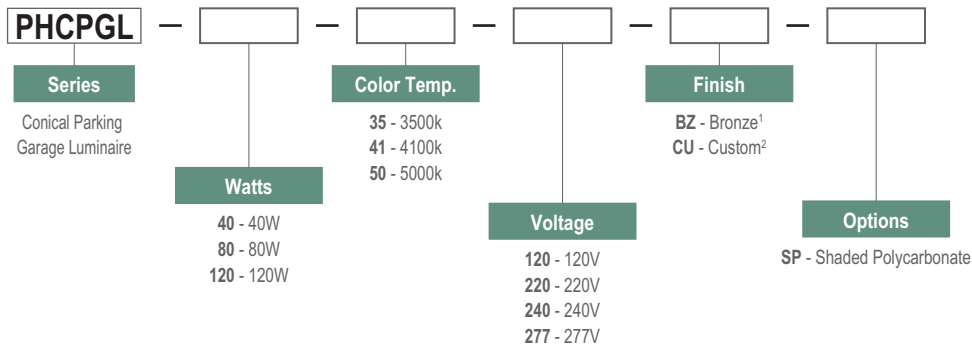 PHCPGL – – – – –
Series
Conical Parking
Garage Luminaire
Watts
40 - 40W
80 - 80W
120 - 120W
Color Temp.
35 - 3500k
41 - 4100k
50 - 5000k
Voltage
120 - 120V
220 - 220V
240 - 240V
277 - 277V
Finish
BZ - Bronze¹
CU - Custom²
Options
SP - Shaded Polycarbonate